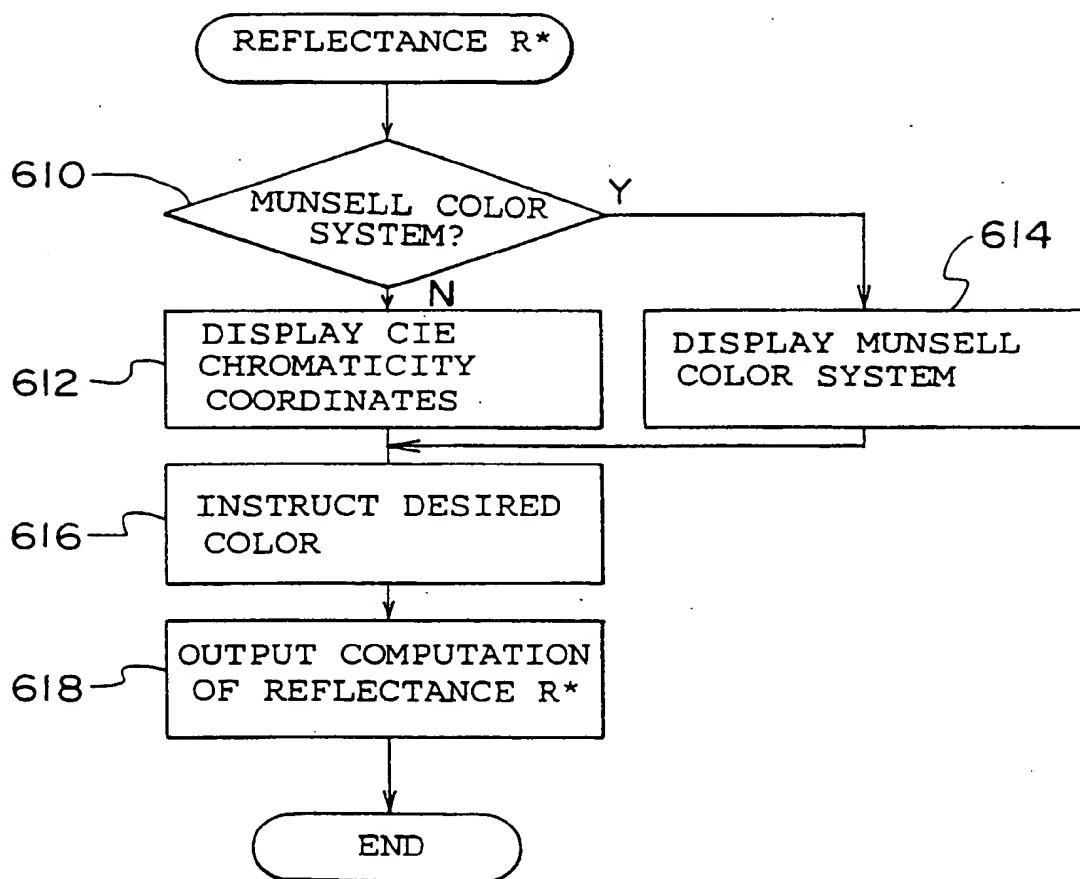 REFLECTANCE R*
610
MUNSELL COLOR
SYSTEM?
Y
N
614
612
DISPLAY CIE
CHROMATICITY
COORDINATES
DISPLAY MUNSELL
COLOR SYSTEM
616
INSTRUCT DESIRED
COLOR
618
OUTPUT COMPUTATION
OF REFLECTANCE R*
END